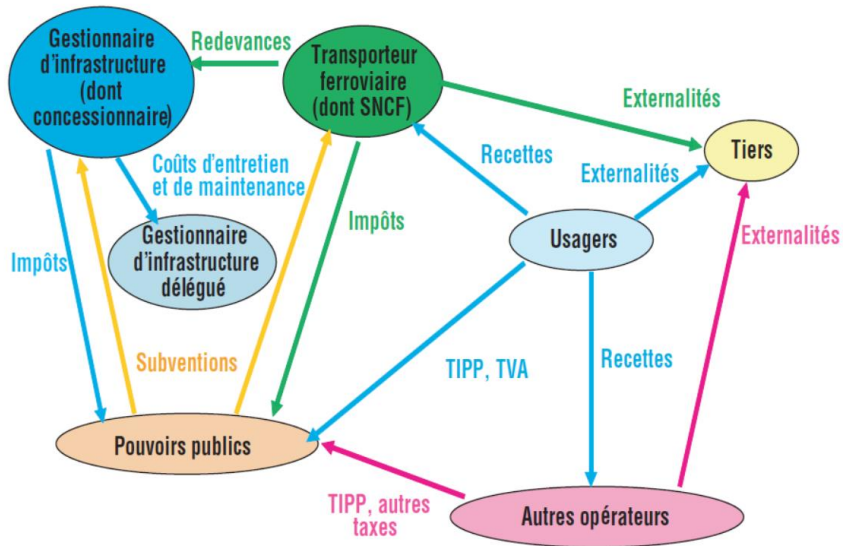 Gestionnaire
d'infrastructure
(dont
concessionnaire)
Redevances
Transporteur
ferroviaire
(dont SNCF)
Externalités
Tiers
Recettes
Externalités
Coûts d'entretien
et de maintenance
Impôts
Usagers
Externalités
Gestionnaire
d'infrastructure
délégué
Impôts
Subventions
TIPP, TVA
Recettes
Pouvoirs publics
TIPP, autres
taxes
Autres opérateurs